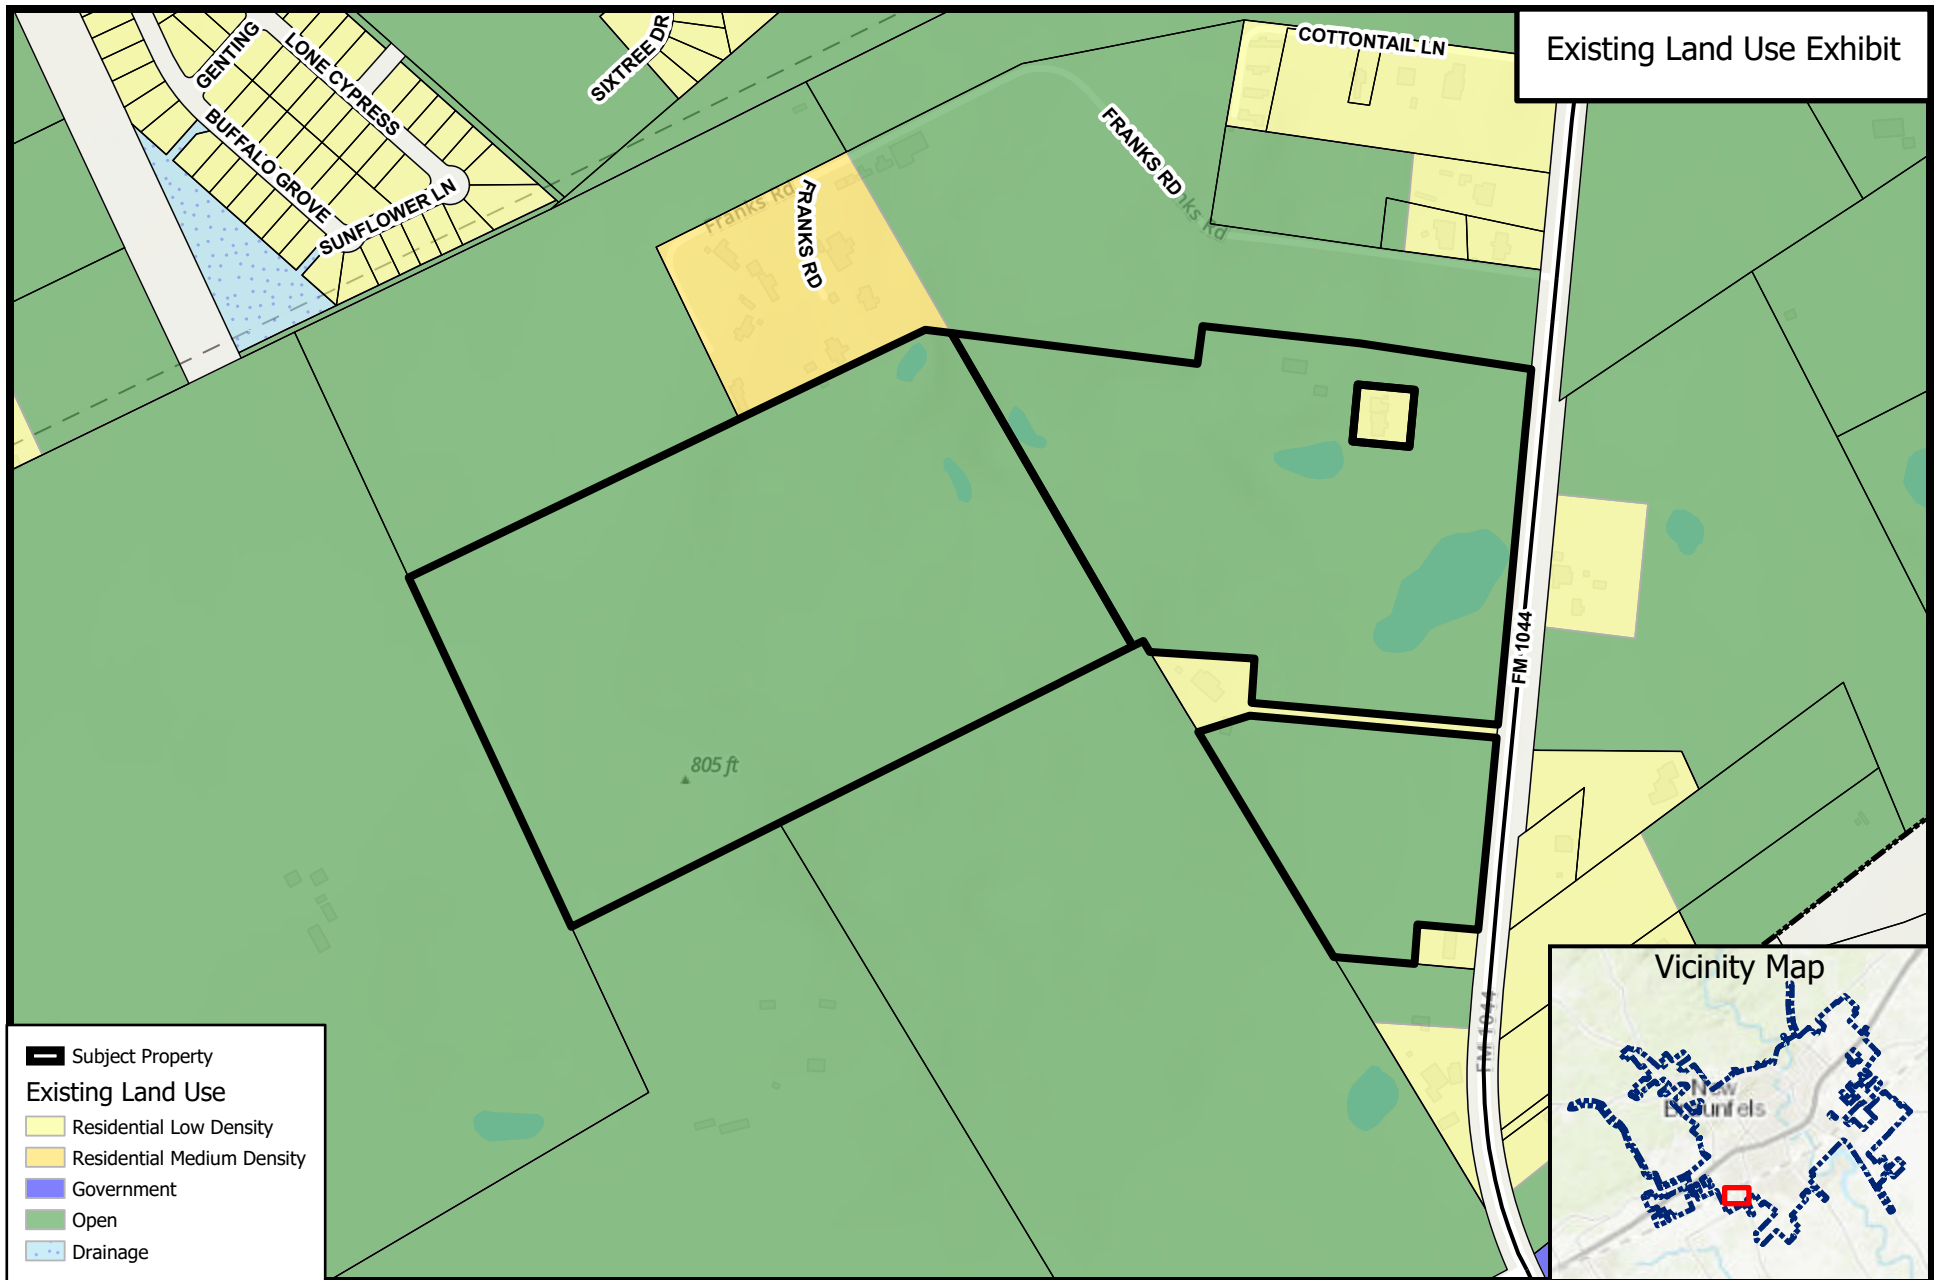 Existing Land Use Exhibit
COTTONTAIL LN
SIXTREE DR
GENTING
LONE CYPRESS
BUFFALO GROVE
SUNFLOWER LN
Franks Rd
FRANKS RD
FRANKS RD
nks Rd
FM 1044
805 ft
FM 1044
Subject Property
Existing Land Use
Residential Low Density
Residential Medium Density
Government
Open
Drainage
Vicinity Map
New
Braunfels